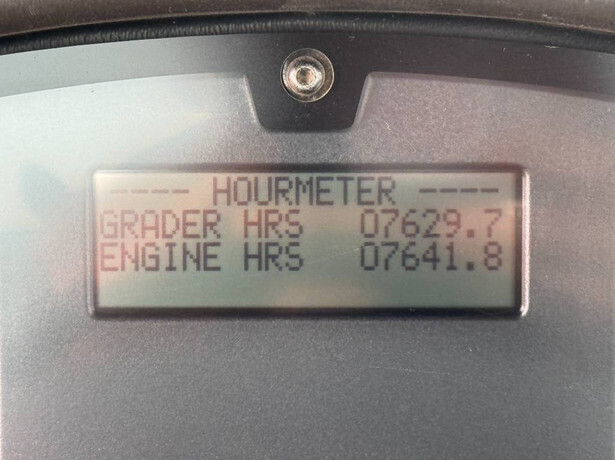 ---- HOURMETER ----
GRADER HRS 07629.7
ENGINE HRS 07641.8